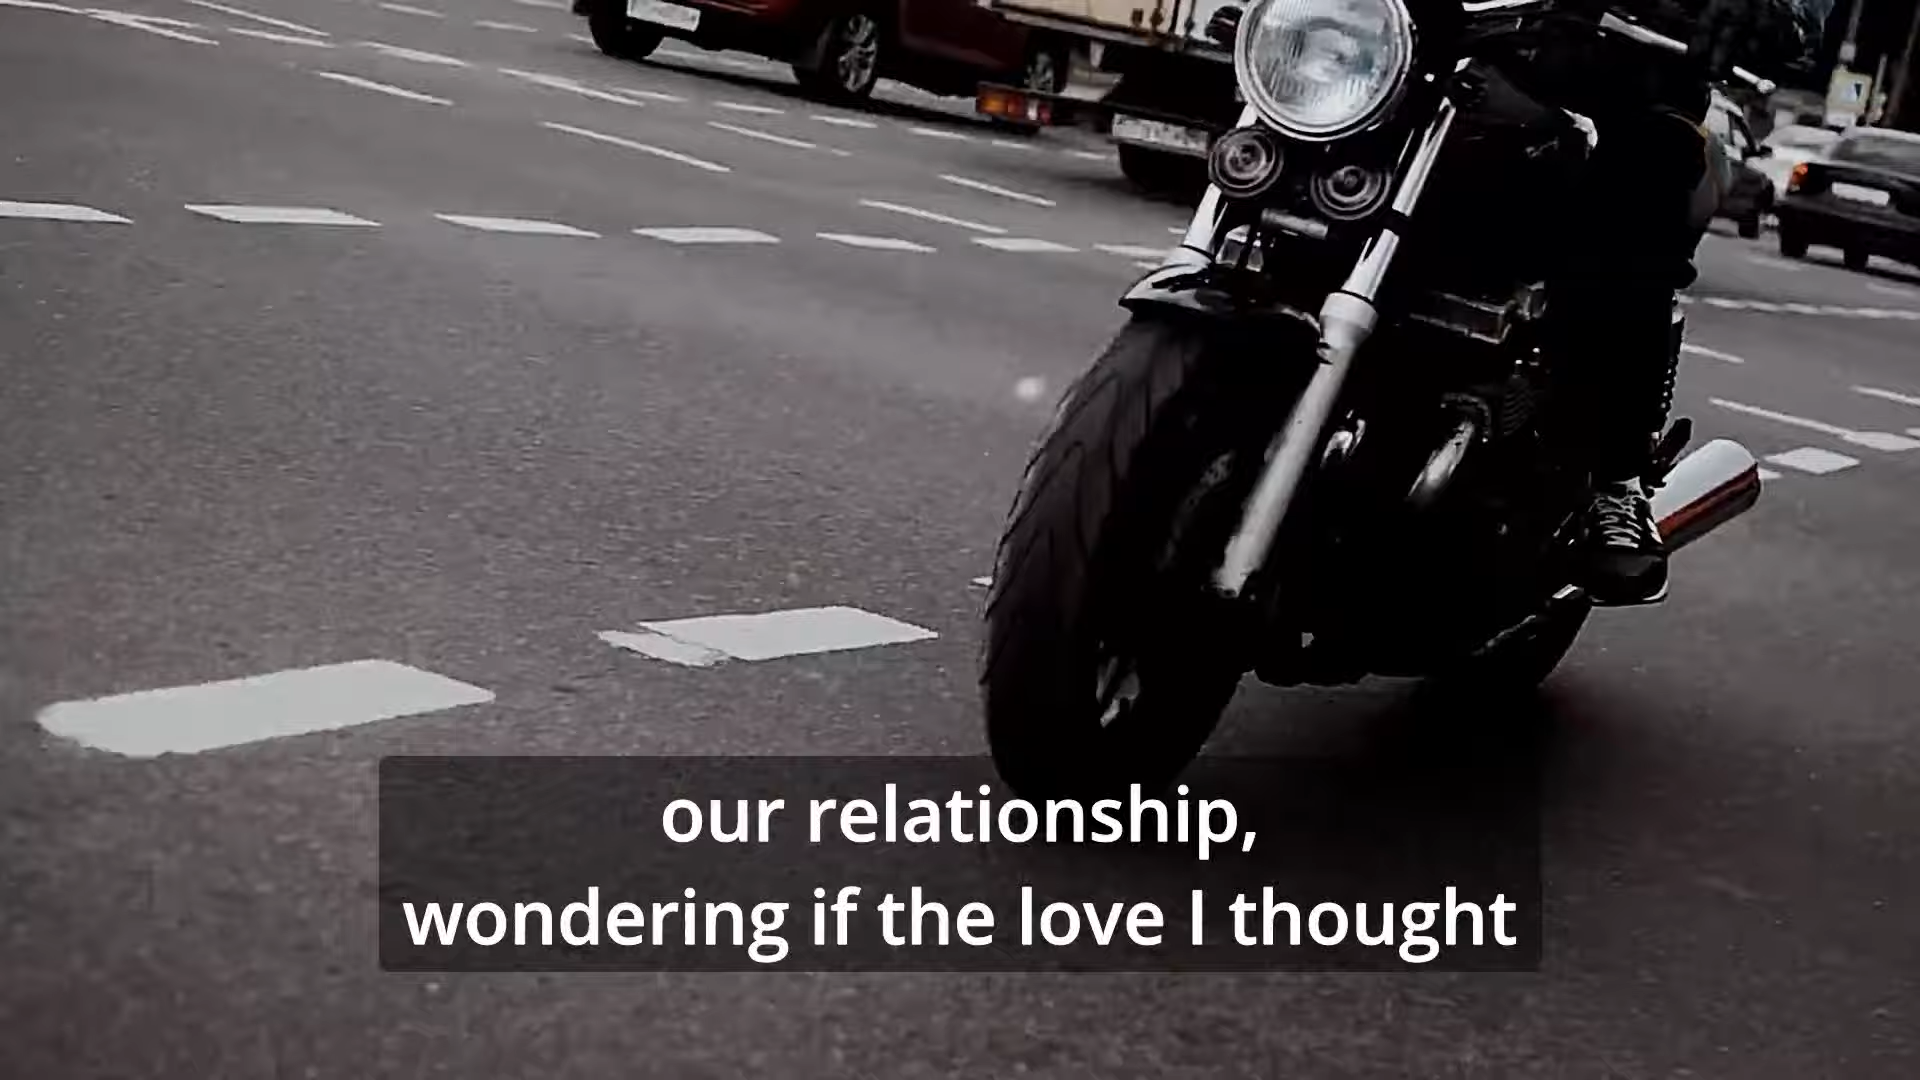 our relationship,
wondering if the love I thought